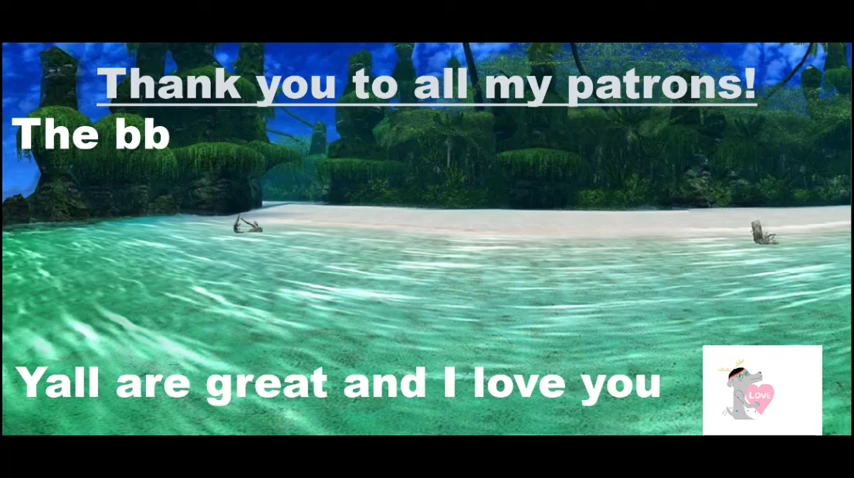 Thank you to all my patrons!
The bb
Yall are great and I love you
LOVE